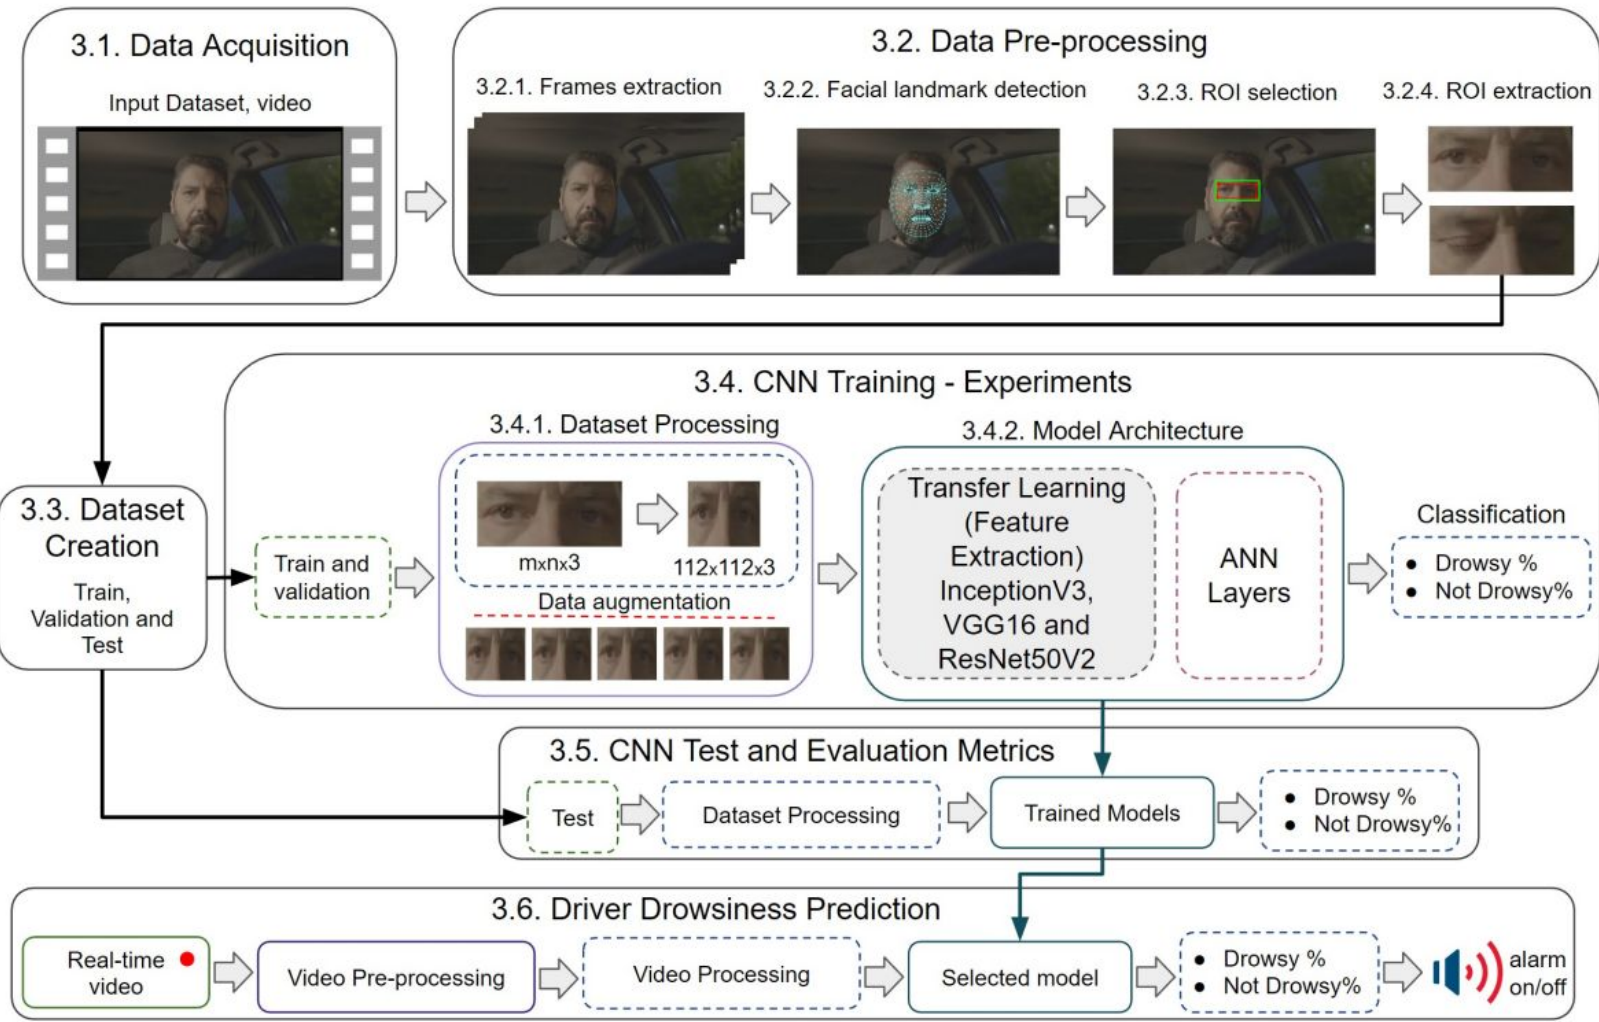 3.1. Data Acquisition
Input Dataset, video
3.2. Data Pre-processing
3.2.1. Frames extraction
3.2.2. Facial landmark detection
3.2.3. ROI selection
3.2.4. ROI extraction
3.3. Dataset
Creation
Train,
Validation and
Test
3.4. CNN Training - Experiments
Train and
validation
3.4.1. Dataset Processing
mxnx3
112x112x3
Data augmentation
3.4.2. Model Architecture
Transfer Learning
(Feature
Extraction)
InceptionV3,
VGG16 and
ResNet50V2
ANN
Layers
Classification
● Drowsy %
● Not Drowsy%
3.5. CNN Test and Evaluation Metrics
Test
Dataset Processing
Trained Models
● Drowsy %
● Not Drowsy%
3.6. Driver Drowsiness Prediction
Real-time
video
Video Pre-processing
Video Processing
Selected model
● Drowsy %
● Not Drowsy%
alarm
on/off